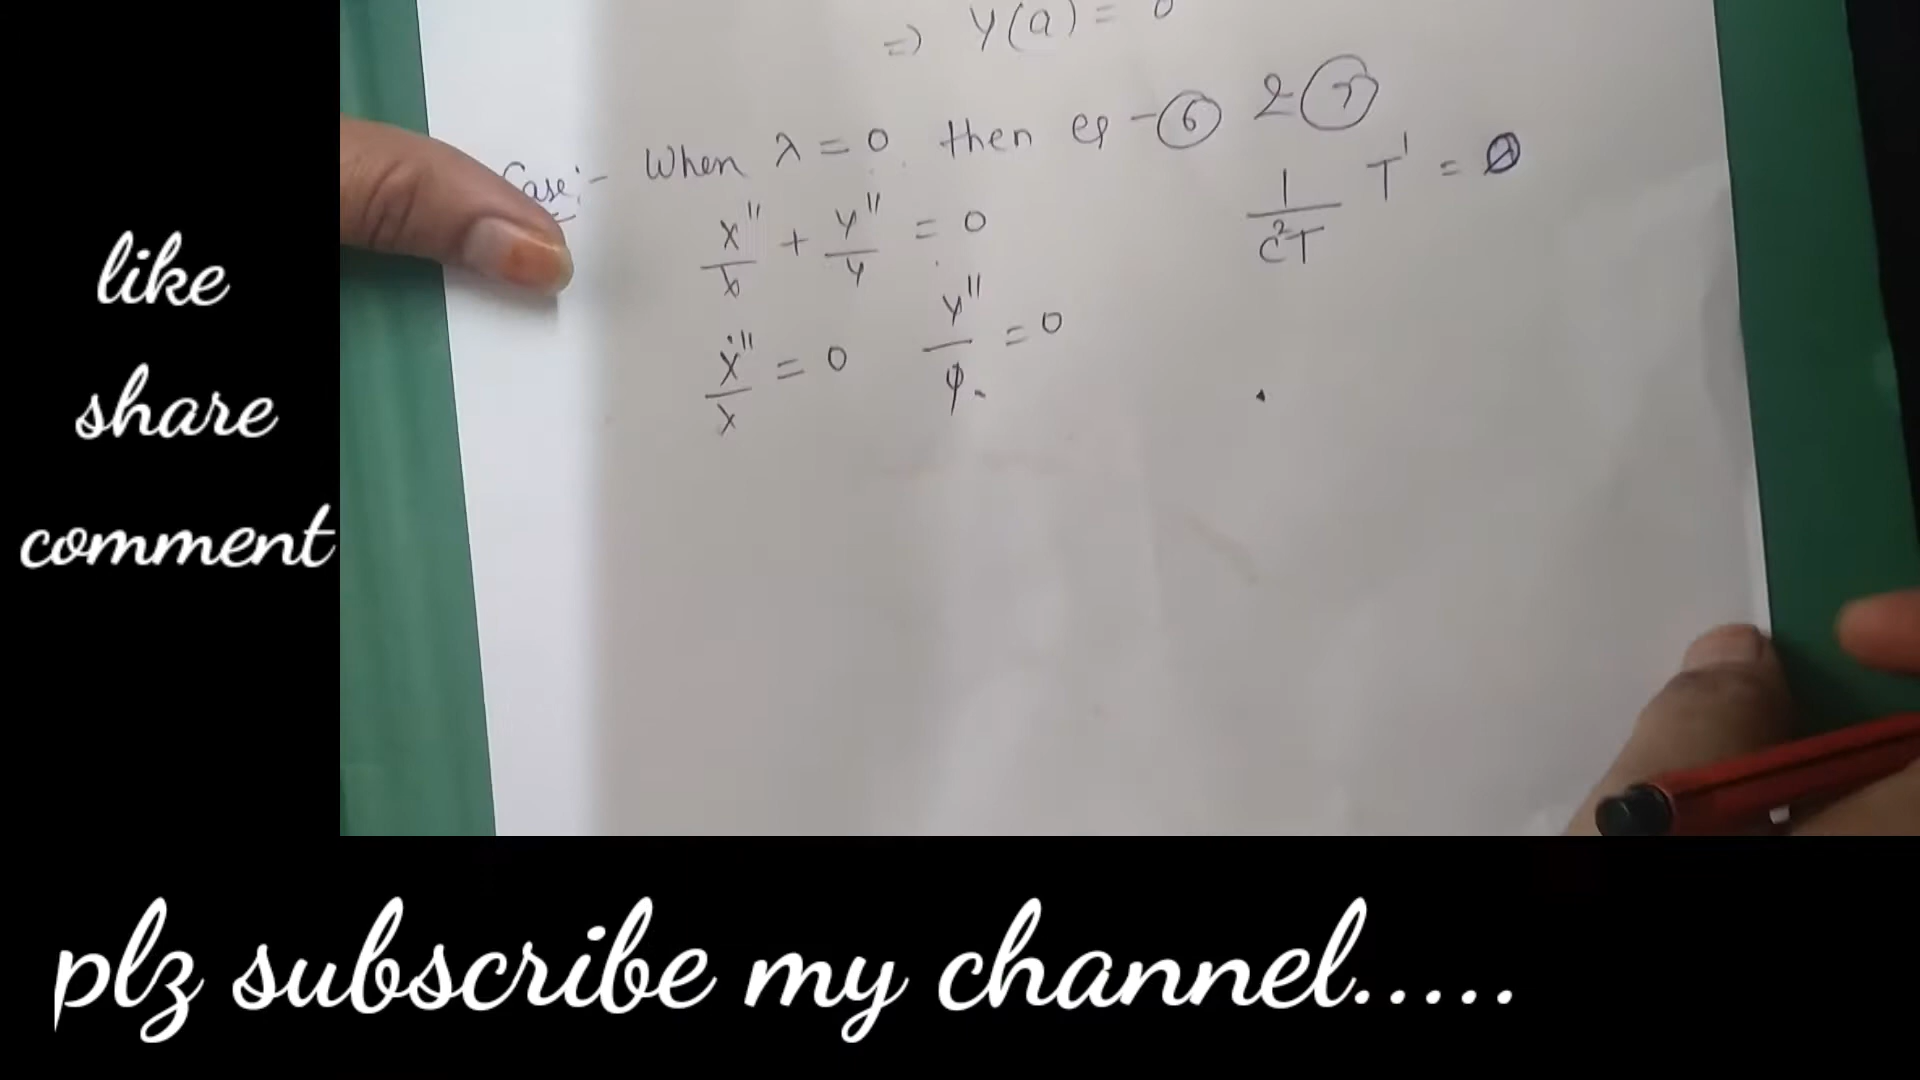 like
share
comment
⇒ Y(a) = 0
Case:- When λ = 0 then eq - ⑥ & ⑦
X''/X + Y''/Y = 0
1/c²T T' = 0
X''/X = 0 Y''/Y = 0
plz subscribe my channel.....